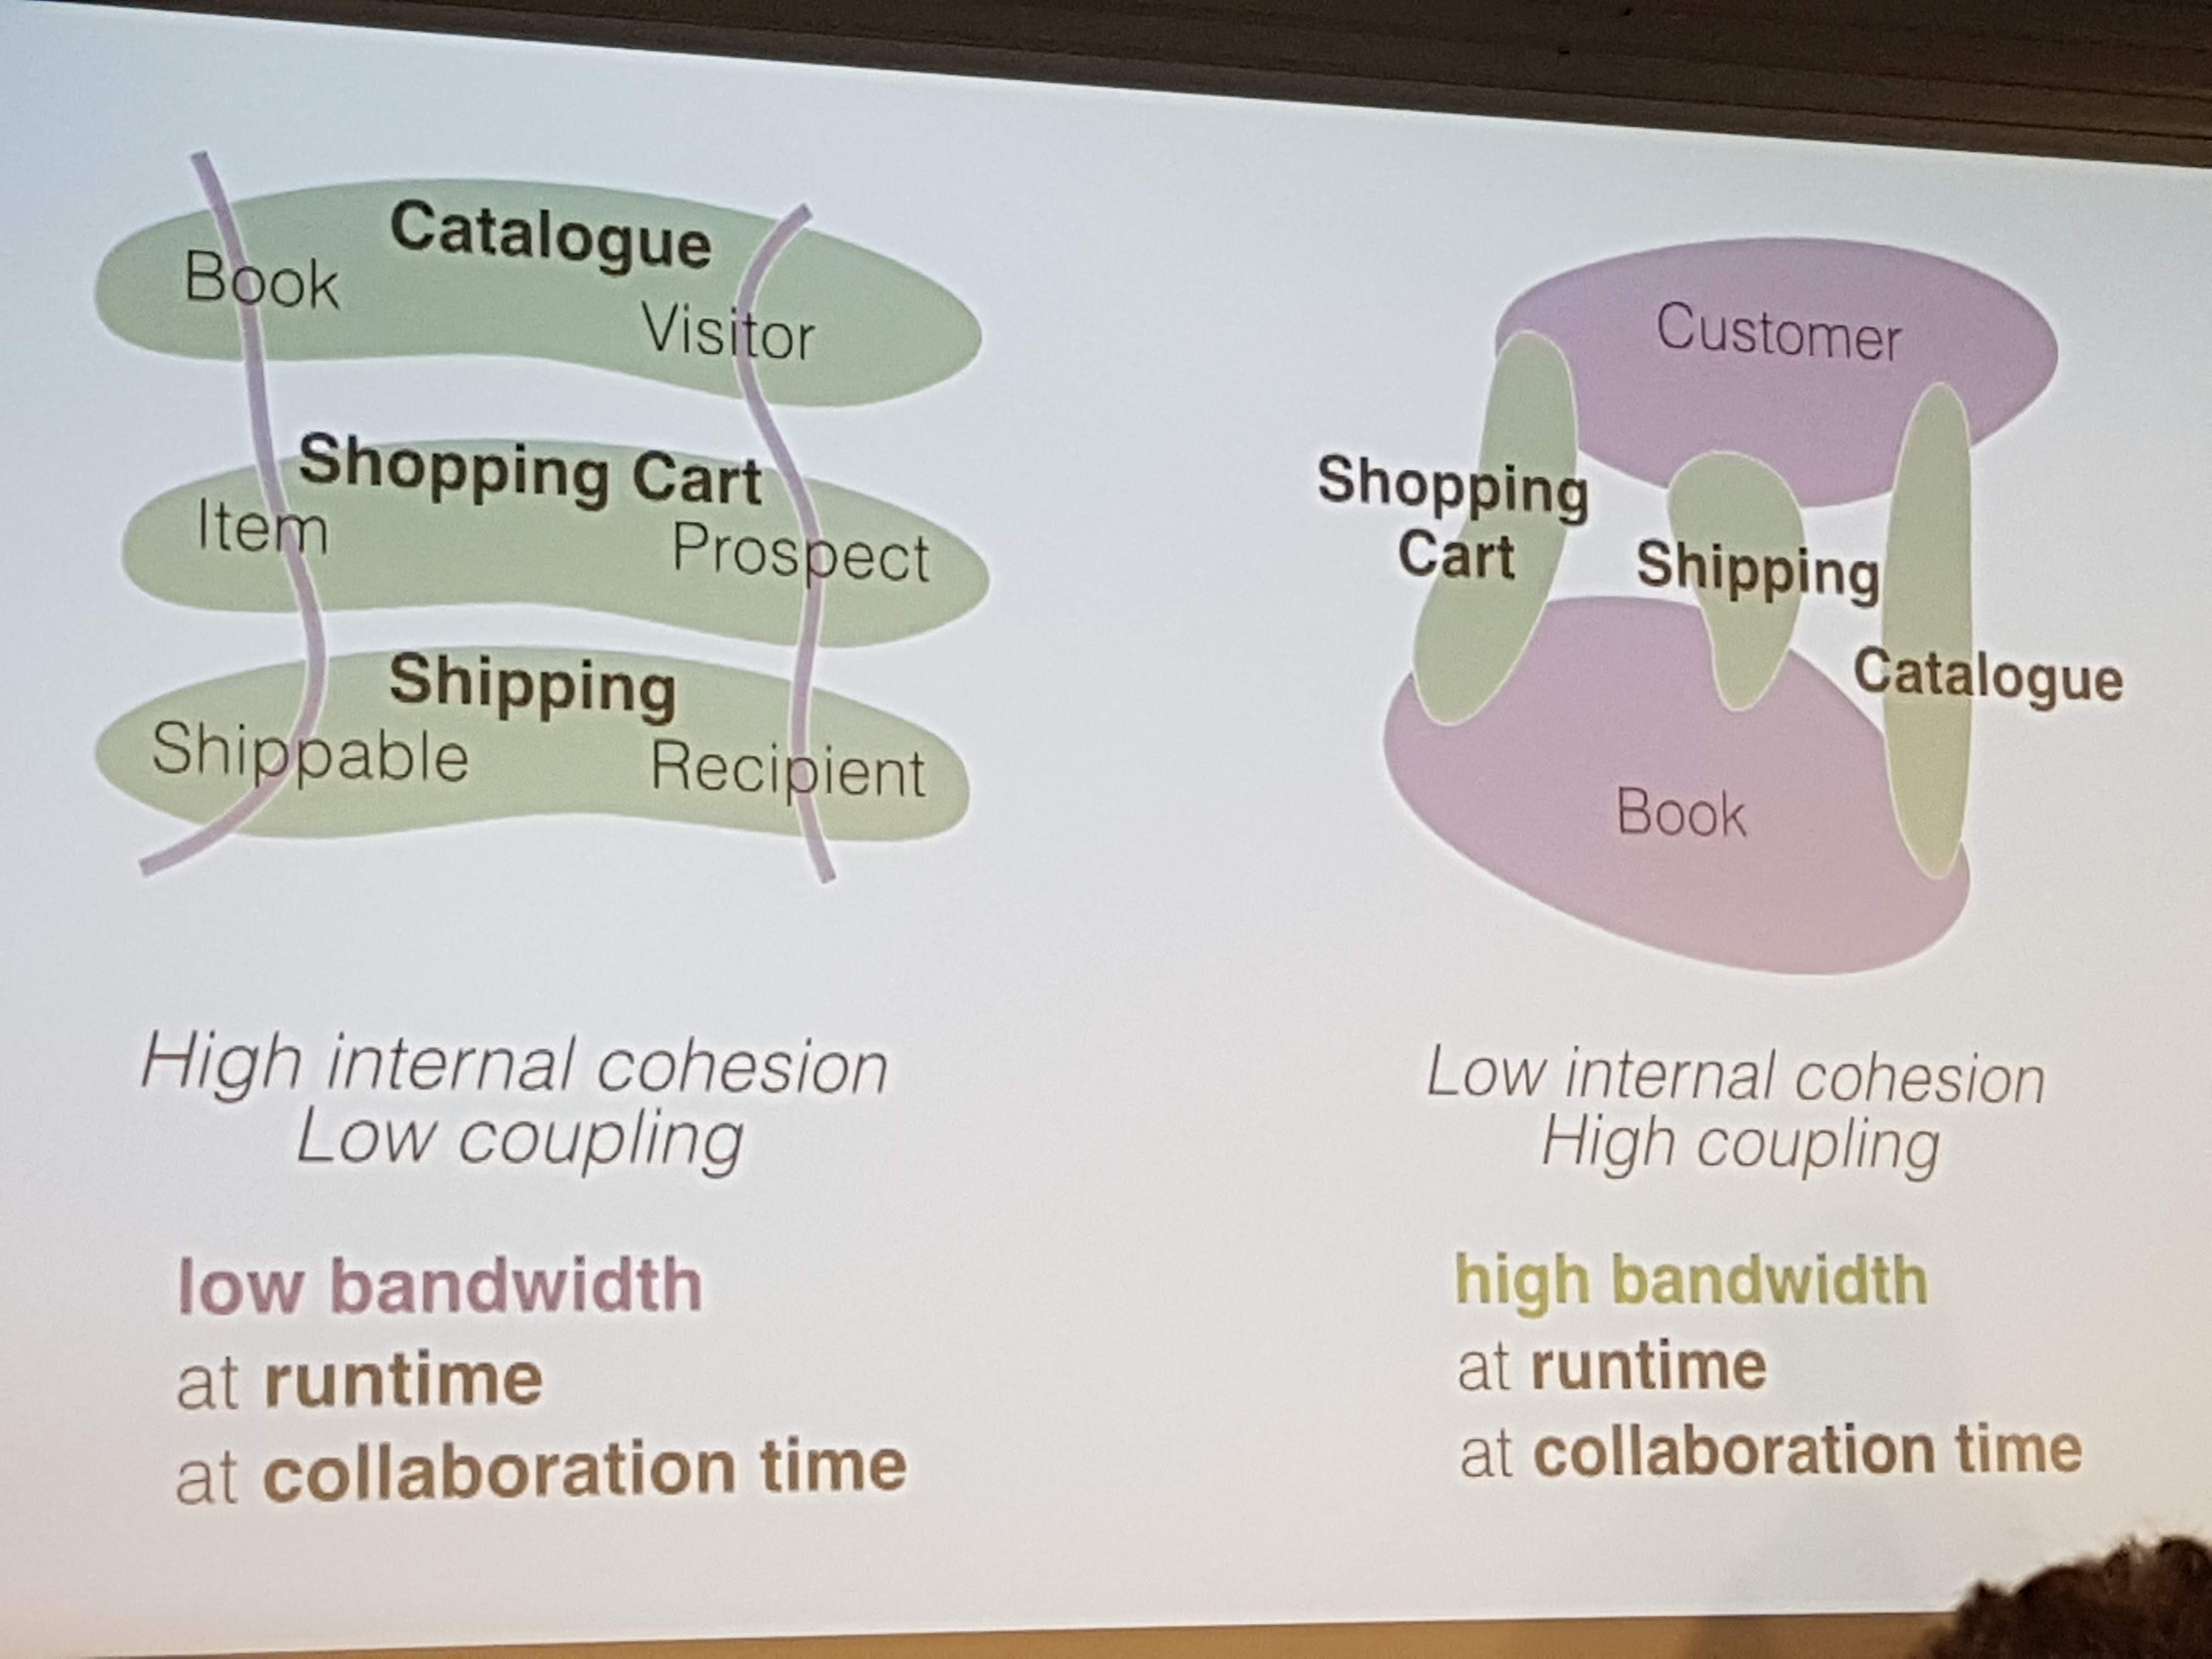 Catalogue
Book
Visitor
Shopping Cart
Item
Prospect
Shipping
Shippable
Recipient
High internal cohesion
Low coupling
low bandwidth
at runtime
at collaboration time
Customer
Shopping
Cart
Shipping
Catalogue
Book
Low internal cohesion
High coupling
high bandwidth
at runtime
at collaboration time